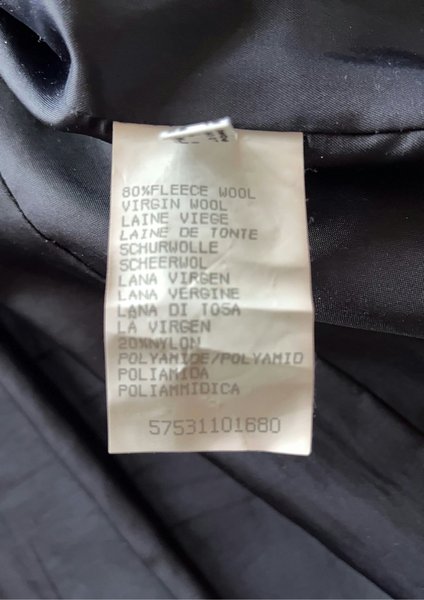 80%FLEECE WOOL
VIRGIN WOOL
LAINE VIEGE
LAINE DE TONTE
SCHURWOLLE
SCHEERWOL
LANA VIRGEN
LANA VERGINE
LANA DI TOSA
LA VIRGEN
20%NYLON
POLYAMIDE/POLYAMID
POLIAMIDA
POLIAMMIDICA
57531101680